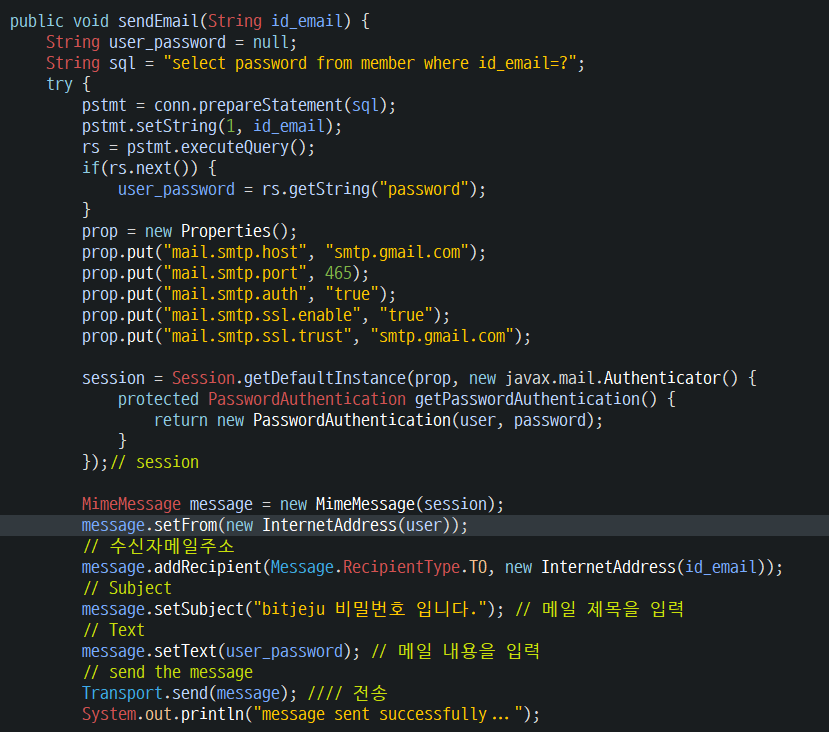 public void sendEmail(String id_email) {
    String user_password = null;
    String sql = "select password from member where id_email=?";
    try {
        pstmt = conn.prepareStatement(sql);
        pstmt.setString(1, id_email);
        rs = pstmt.executeQuery();
        if(rs.next()) {
            user_password = rs.getString("password");
        }
        prop = new Properties();
        prop.put("mail.smtp.host", "smtp.gmail.com");
        prop.put("mail.smtp.port", 465);
        prop.put("mail.smtp.auth", "true");
        prop.put("mail.smtp.ssl.enable", "true");
        prop.put("mail.smtp.ssl.trust", "smtp.gmail.com");

        session = Session.getDefaultInstance(prop, new javax.mail.Authenticator() {
            protected PasswordAuthentication getPasswordAuthentication() {
                return new PasswordAuthentication(user, password);
            }
        });// session

        MimeMessage message = new MimeMessage(session);
        message.setFrom(new InternetAddress(user));
        // 수신자메일주소
        message.addRecipient(Message.RecipientType.TO, new InternetAddress(id_email));
        // Subject
        message.setSubject("bitjeju 비밀번호 입니다."); // 메일 제목을 입력
        // Text
        message.setText(user_password); // 메일 내용을 입력
        // send the message
        Transport.send(message); //// 전송
        System.out.println("message sent successfully...");